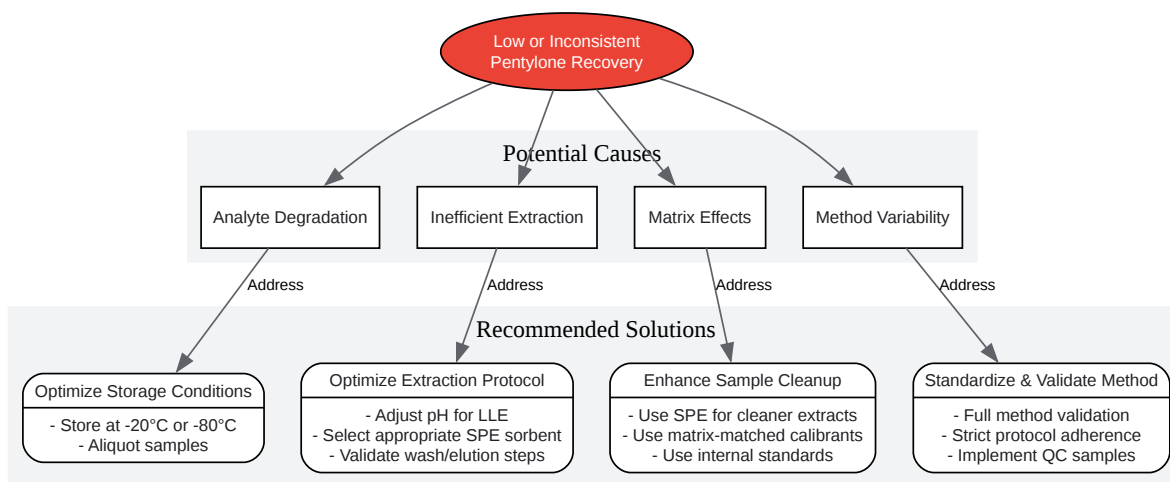 Low or Inconsistent
Pentylone Recovery
Potential Causes
Analyte Degradation
Inefficient Extraction
Matrix Effects
Method Variability
Address
Address
Address
Address
Recommended Solutions
Optimize Storage Conditions
- Store at -20°C or -80°C
- Aliquot samples
Optimize Extraction Protocol
- Adjust pH for LLE
- Select appropriate SPE sorbent
- Validate wash/elution steps
Enhance Sample Cleanup
- Use SPE for cleaner extracts
- Use matrix-matched calibrants
- Use internal standards
Standardize & Validate Method
- Full method validation
- Strict protocol adherence
- Implement QC samples